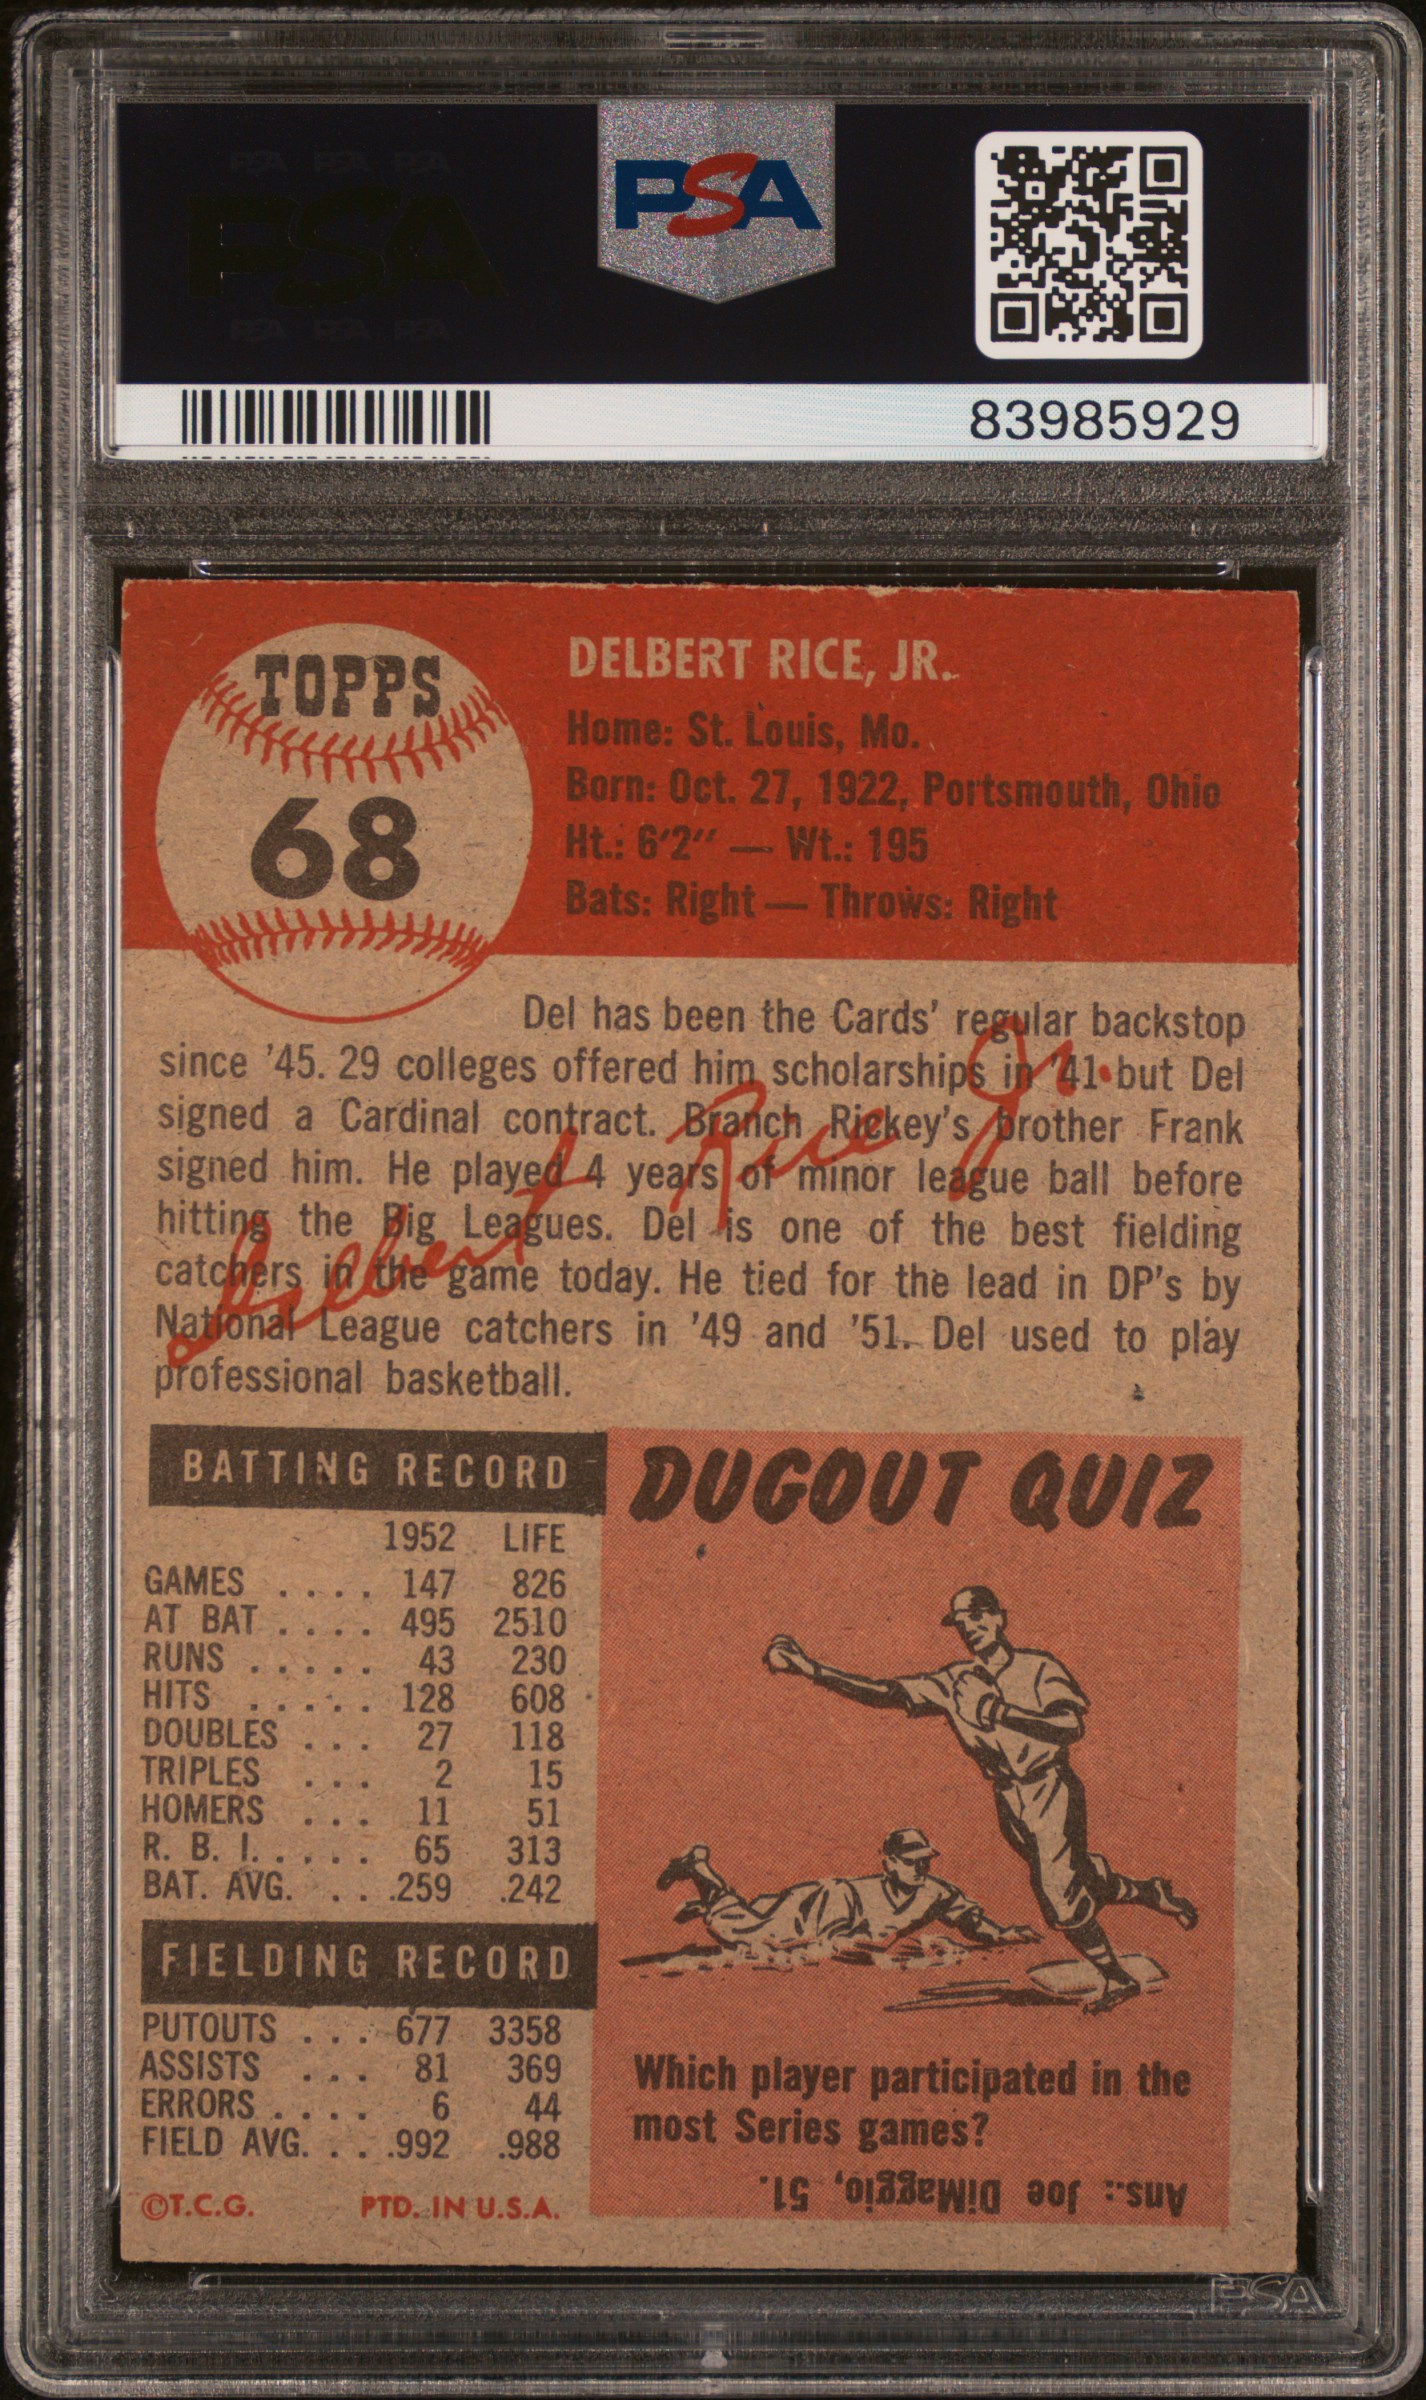 PSA PSA PSA
PSA
PSA PSA PSA
PSA
83985929
TOPPS
68
DELBERT RICE, JR.
Home: St. Louis, Mo.
Born: Oct. 27, 1922, Portsmouth, Ohio
Ht.: 6'2" — Wt.: 195
Bats: Right — Throws: Right
Del has been the Cards' regular backstop
since '45. 29 colleges offered him scholarships in '41 but Del
signed a Cardinal contract. Branch Rickey's brother Frank
signed him. He played 4 years of minor league ball before
hitting the Big Leagues. Del is one of the best fielding
catchers in the game today. He tied for the lead in DP's by
National League catchers in '49 and '51. Del used to play
professional basketball.
Delbert Rice Jr.
BATTING RECORD
1952 LIFE
GAMES .... 147 826
AT BAT .... 495 2510
RUNS ..... 43 230
HITS ..... 128 608
DOUBLES ... 27 118
TRIPLES ... 2 15
HOMERS ... 11 51
R. B. I. .... 65 313
BAT. AVG. ... .259 .242
FIELDING RECORD
PUTOUTS ... 677 3358
ASSISTS ... 81 369
ERRORS .... 6 44
FIELD AVG. ... .992 .988
©T.C.G. PTD. IN U.S.A.
DUGOUT QUIZ
Which player participated in the
most Series games?
Ans.: Joe DiMaggio, 51.
PSA